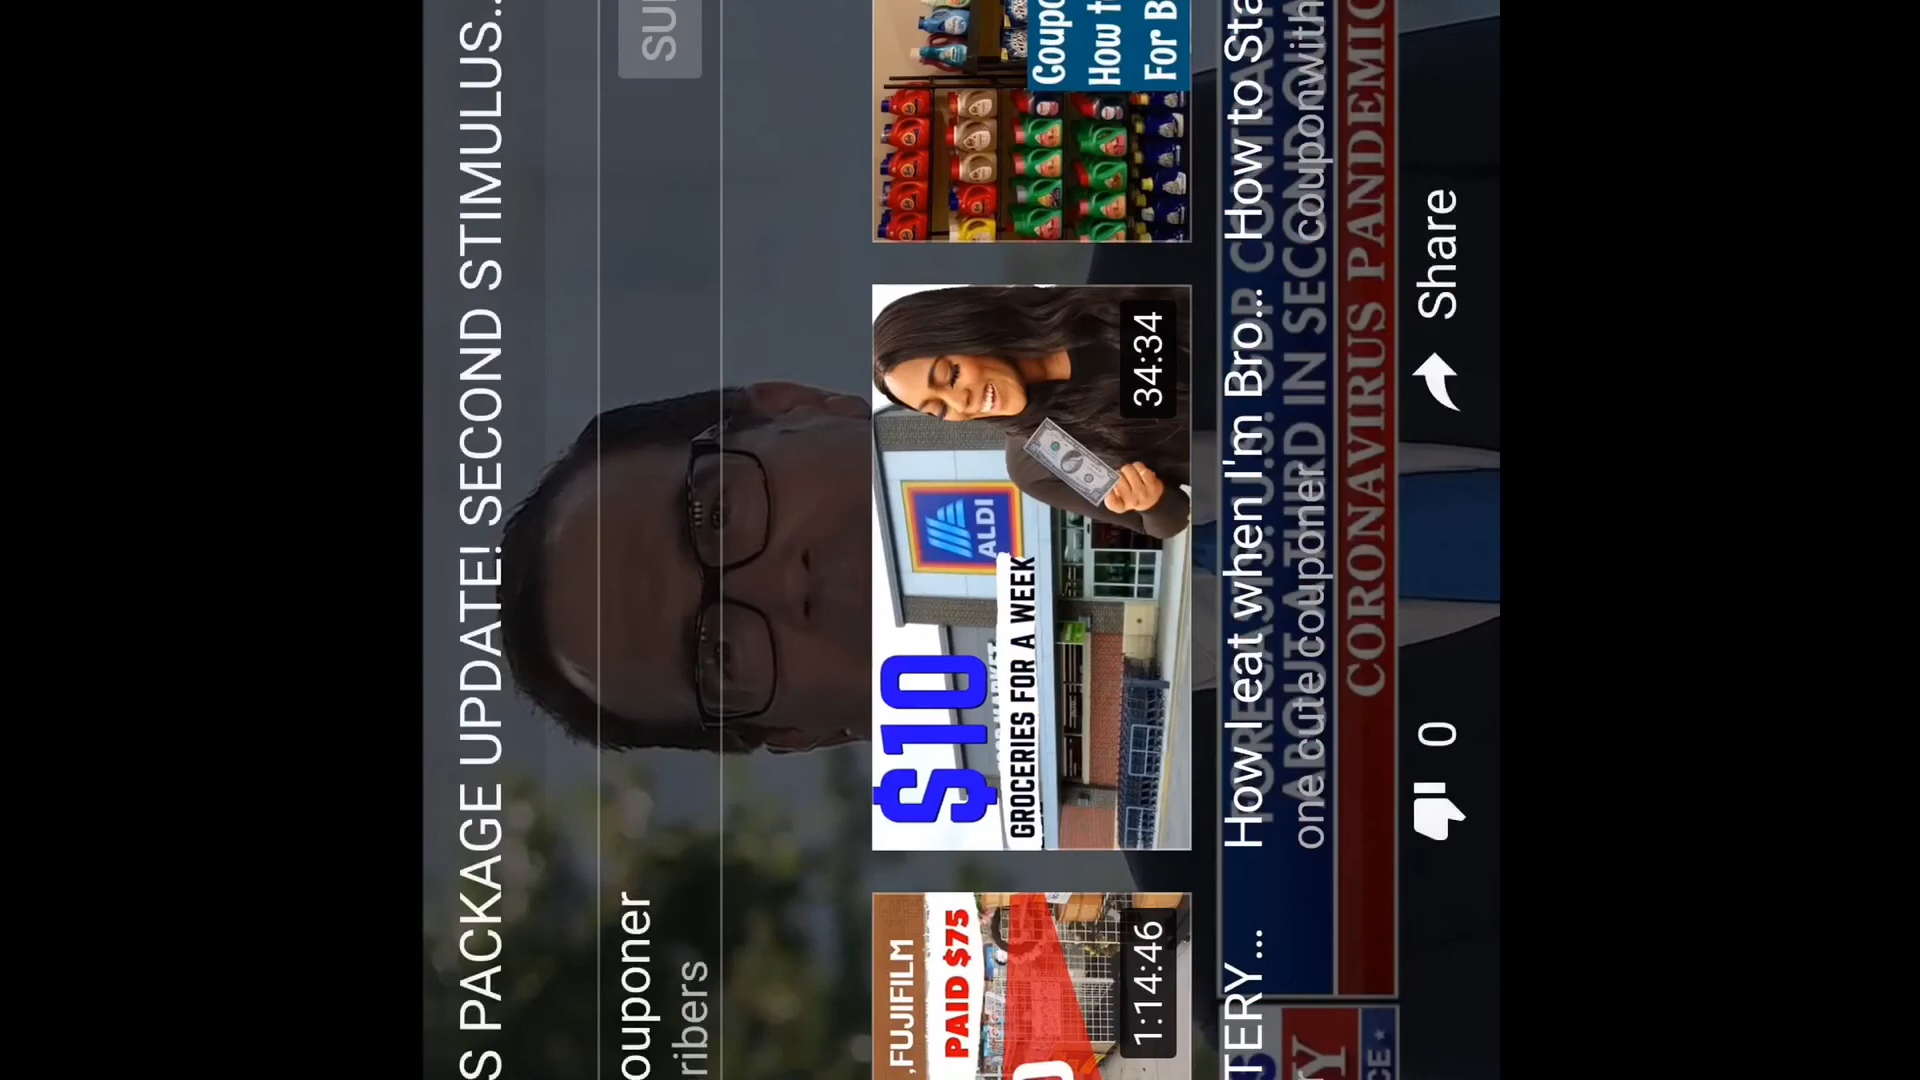 S PACKAGE UPDATE! SECOND STIMULUS..
ouponer
ribers
SU
,FUJIFILM
PAID $75
1:14:46
$10
GROCERIES FOR A WEEK
ALDI
34:34
Coupo
How t
For B
TERY...
How I eat when I'm Bro...
one cute couponer
How to Sta
couponwith
CORONAVIRUS PANDEMIC
0
Share